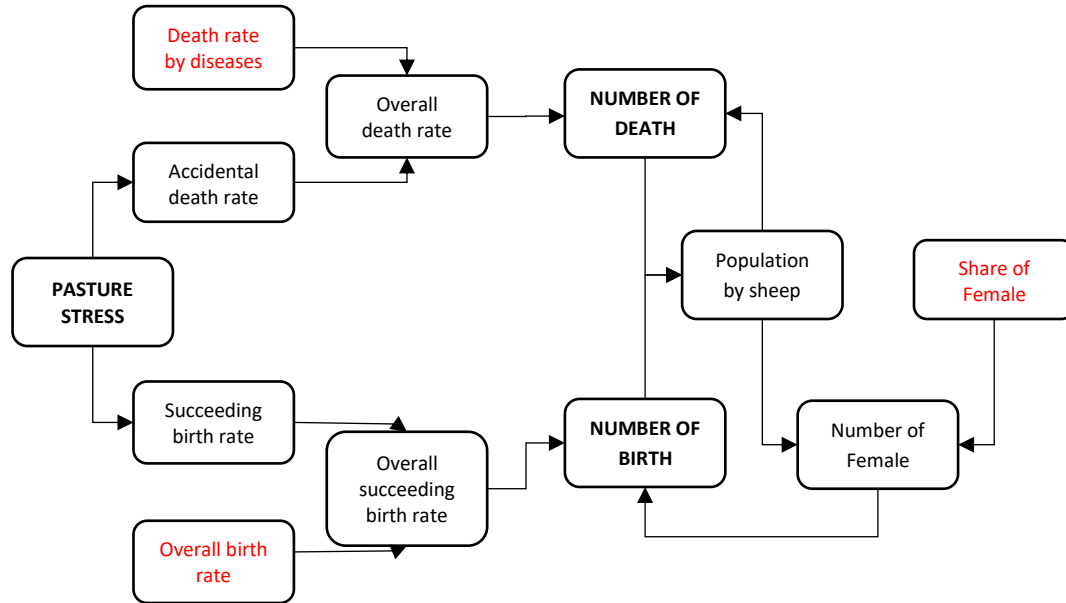 Death rate
by diseases
Overall
death rate
NUMBER OF
DEATH
Accidental
death rate
PASTURE
STRESS
Population
by sheep
Share of
Female
Succeeding
birth rate
Overall
succeeding
birth rate
NUMBER OF
BIRTH
Number of
Female
Overall birth
rate